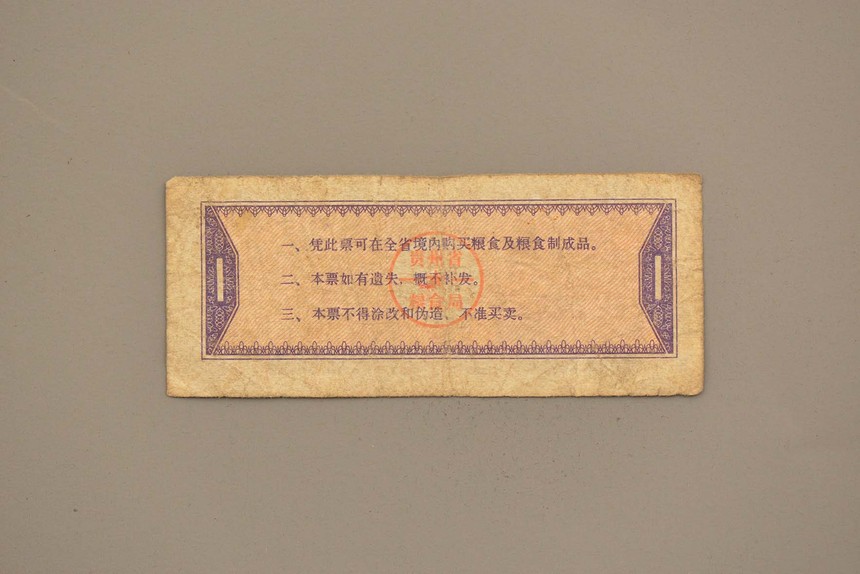 一、凭此票可在全省境内购买粮食及粮食制成品。
二、本票如有遗失，概不补发。
三、本票不得涂改和伪造、不准买卖。
贵州省
粮食局